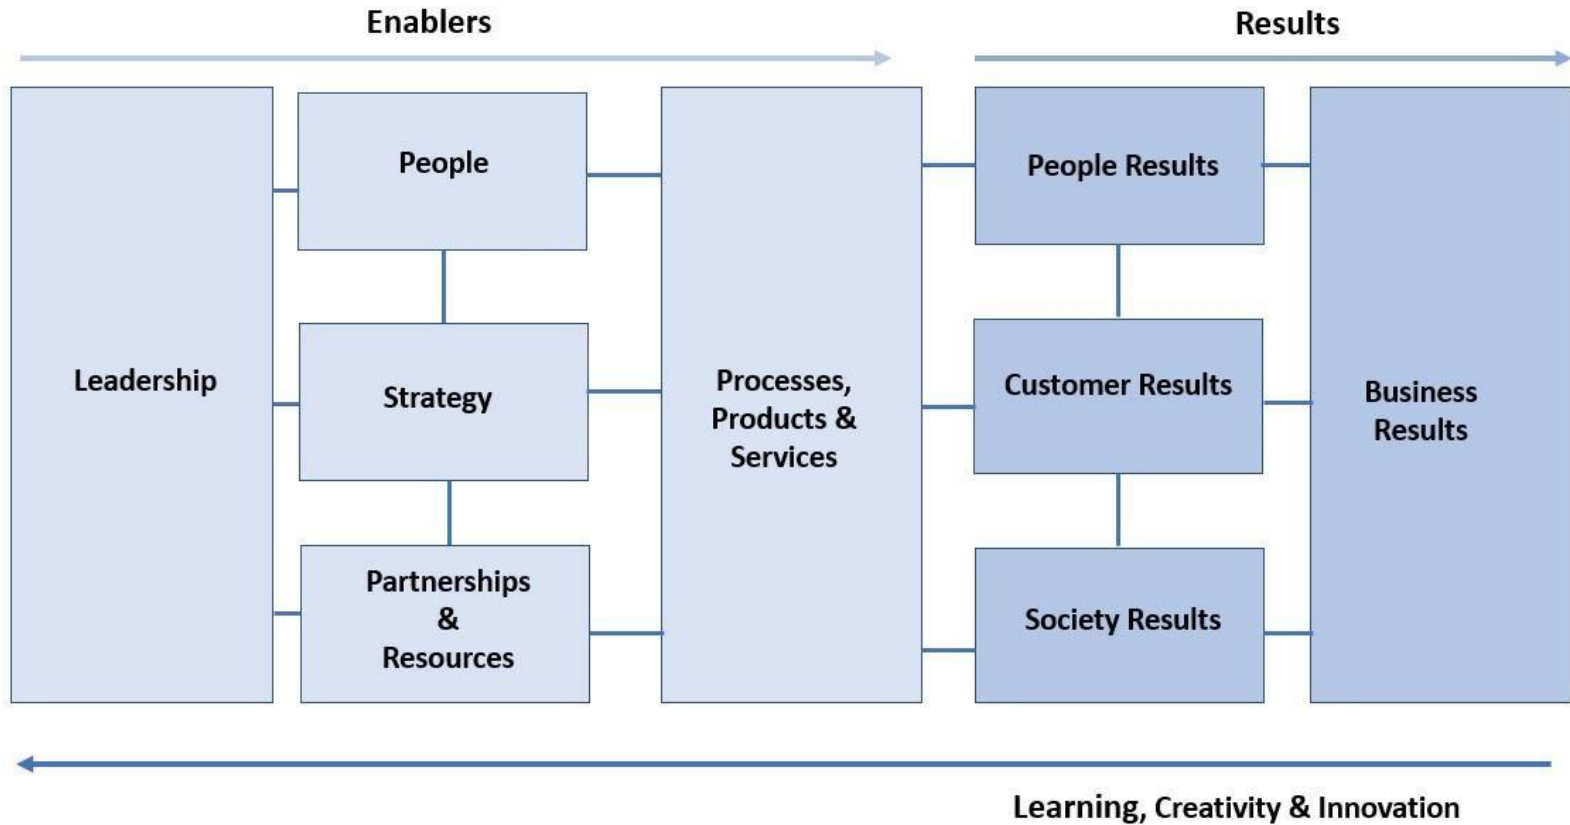 Enablers
Results
Leadership
People
Strategy
Partnerships
&
Resources
Processes,
Products &
Services
People Results
Customer Results
Society Results
Business
Results
Learning, Creativity & Innovation